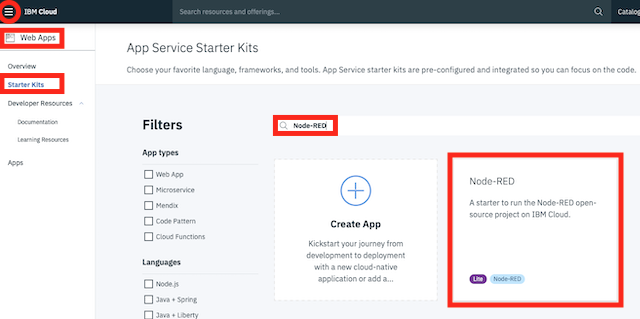 IBM Cloud
Search resources and offerings...
Catalog
Web Apps
Overview
Starter Kits
Developer Resources
Documentation
Learning Resources
Apps
App Service Starter Kits
Choose your favorite language, frameworks, and tools. App Service starter kits are pre-configured and integrated so you can focus on the code.
Filters
App types
Web App
Microservice
Mendix
Code Pattern
Cloud Functions
Languages
Node.js
Java + Spring
Java + Liberty
Node-RED
Create App
Kickstart your journey from
development to deployment
with a new cloud-native
application or add a...
Node-RED
A starter to run the Node-RED open-
source project on IBM Cloud.
Lite
Node-RED